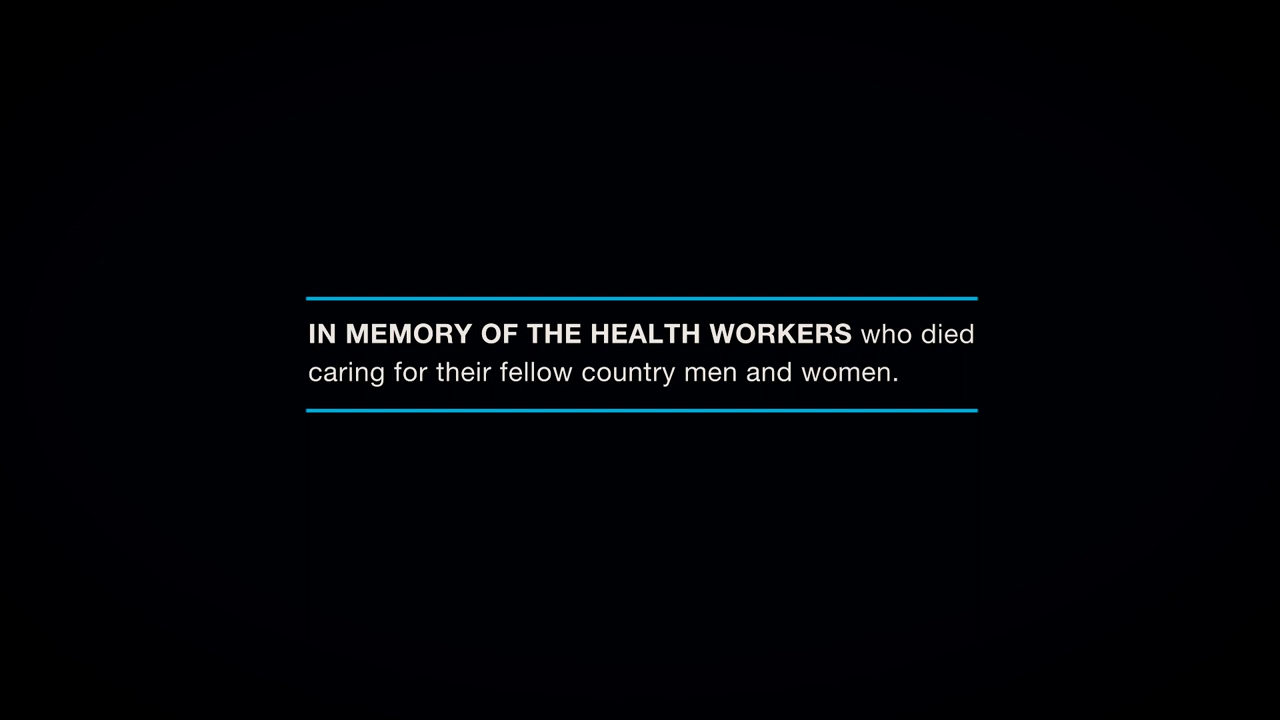 IN MEMORY OF THE HEALTH WORKERS who died
caring for their fellow country men and women.